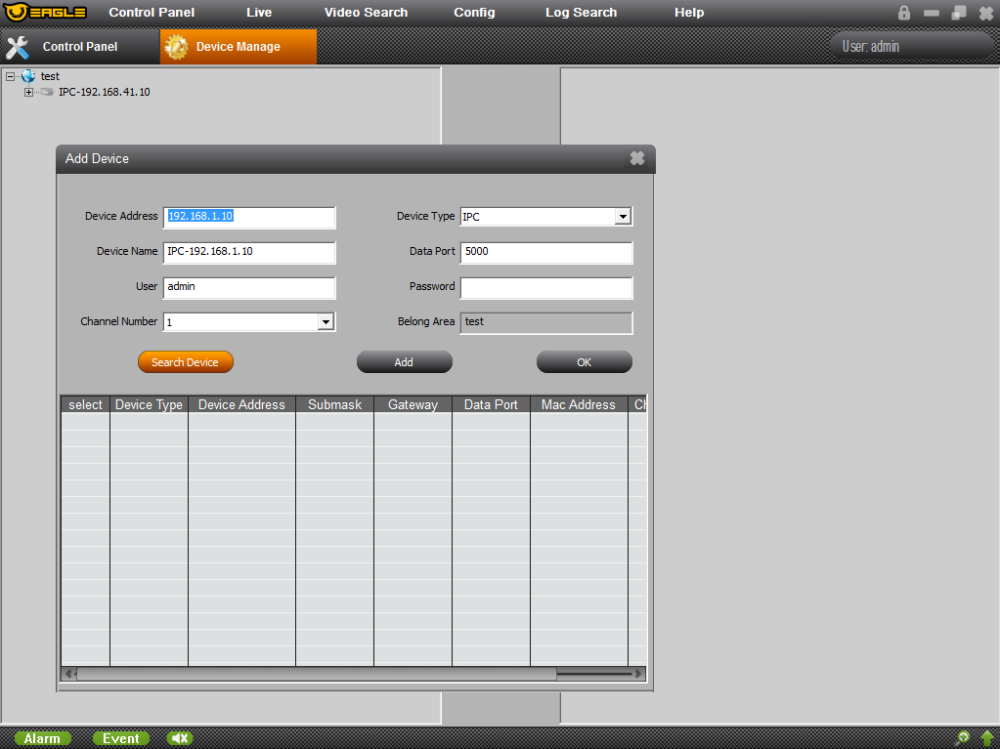 EAGLE Control Panel Live Video Search Config Log Search Help
Control Panel Device Manage User: admin
test
IPC-192.168.41.10
Add Device
Device Address 192.168.1.10 Device Type IPC
Device Name IPC-192.168.1.10 Data Port 5000
User admin Password
Channel Number 1 Belong Area test
Search Device Add OK
select Device Type Device Address Submask Gateway Data Port Mac Address Ch
Alarm Event